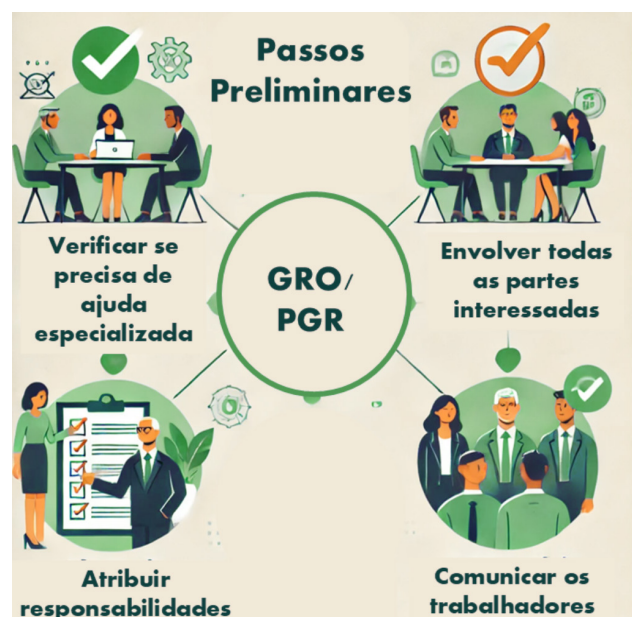 Passos
Preliminares
Verificar se
precisa de
ajuda
especializada
Envolver todas
as partes
interessadas
GRO/
PGR
Atribuir
responsabilidades
Comunicar os
trabalhadores